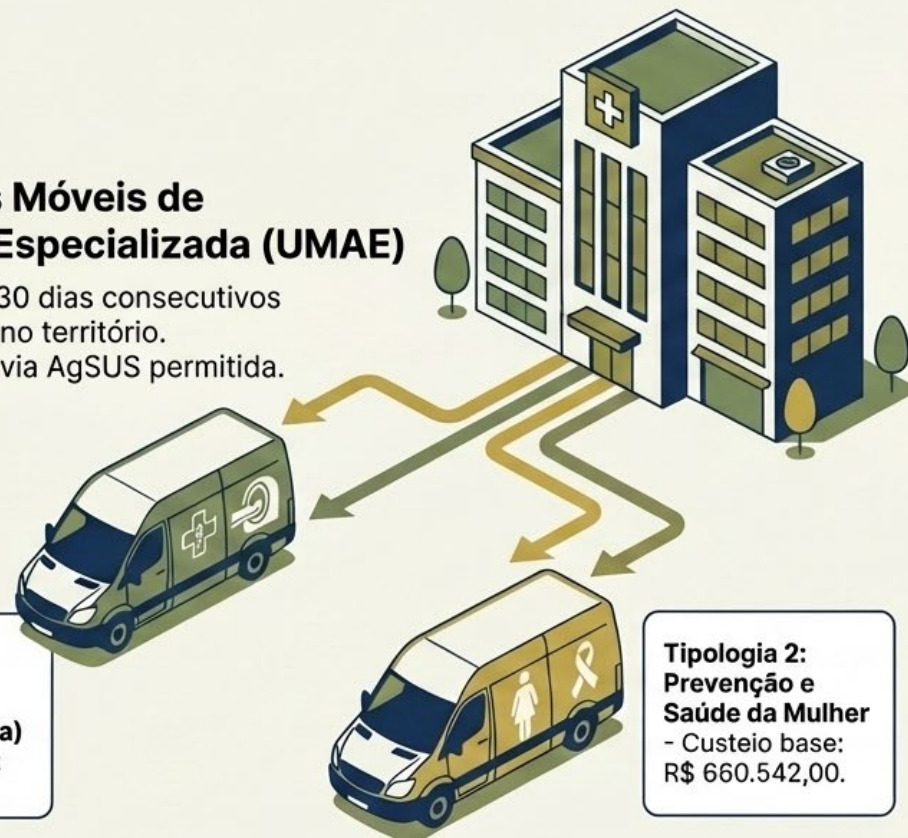 s Móveis de
Especializada (UMAE)
30 dias consecutivos
no território.
via AgSUS permitida.
a)
Tipologia 2:
Prevenção e
Saúde da Mulher
- Custeio base:
R$ 660.542,00.